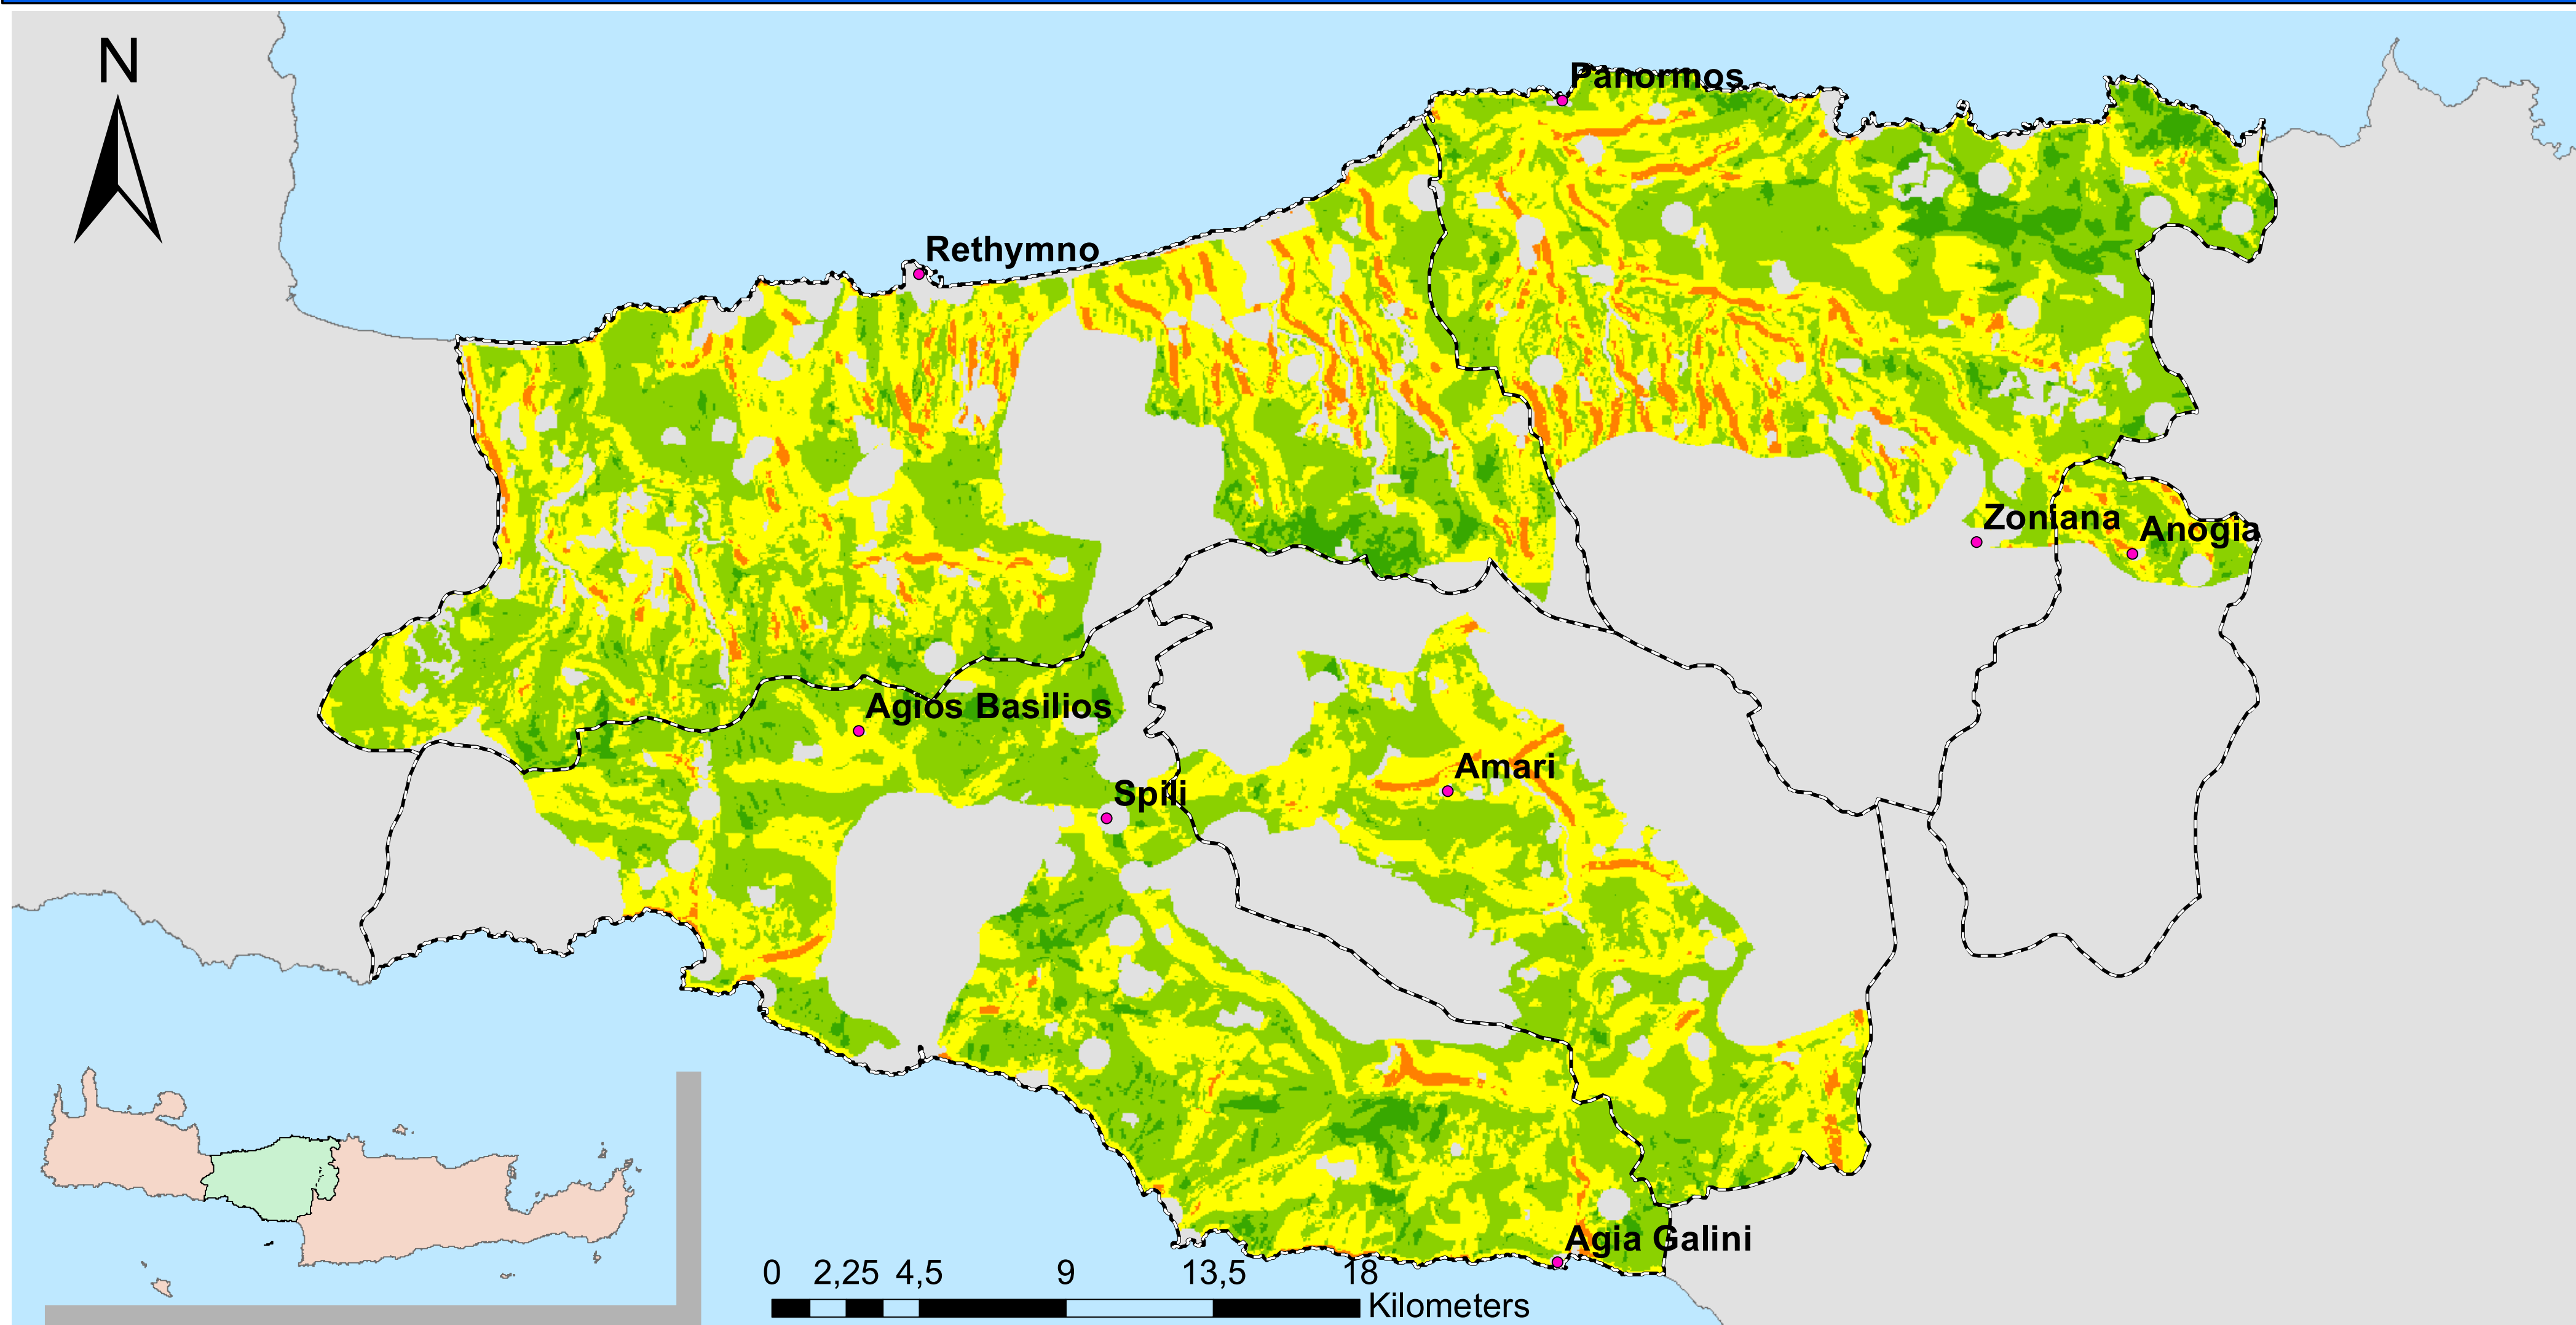 N
Panormos
Rethymno
Zoniana
Anogia
Agios Basilios
Amari
Spili
Agia Galini
0 2,25 4,5 9 13,5 18
Kilometers